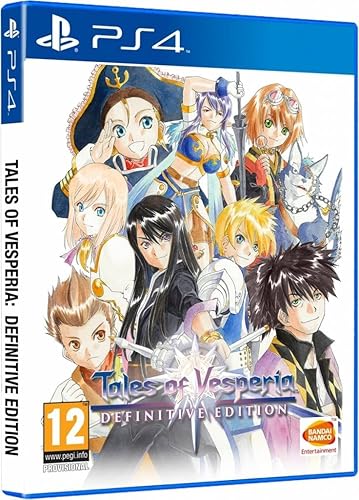 PS4
PS4
TALES OF VESPERIA: DEFINITIVE EDITION
Tales of Vesperia
DEFINITIVE EDITION
12
www.pegi.info
PROVISIONAL
BANDAI
NAMCO
Entertainment